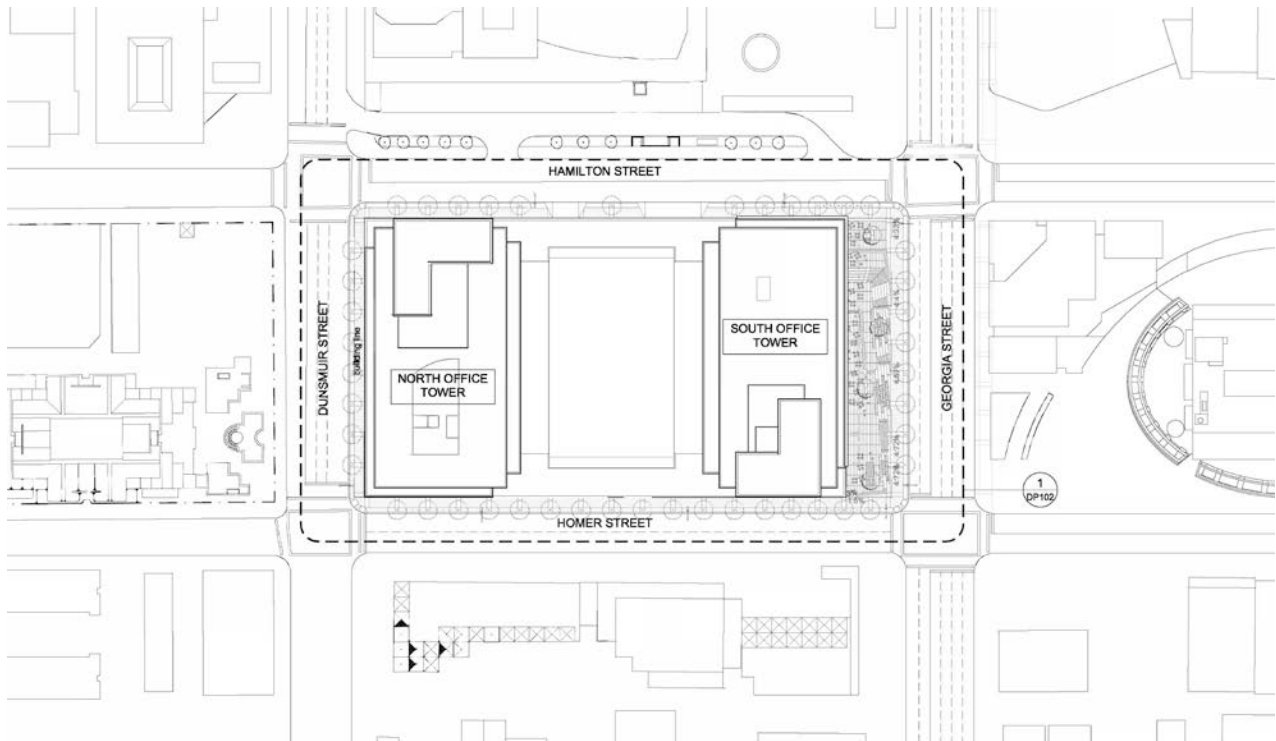 HAMILTON STREET
DUNSMUIR STREET
building line
NORTH OFFICE
TOWER
SOUTH OFFICE
TOWER
GEORGIA STREET
HOMER STREET
1
DP102